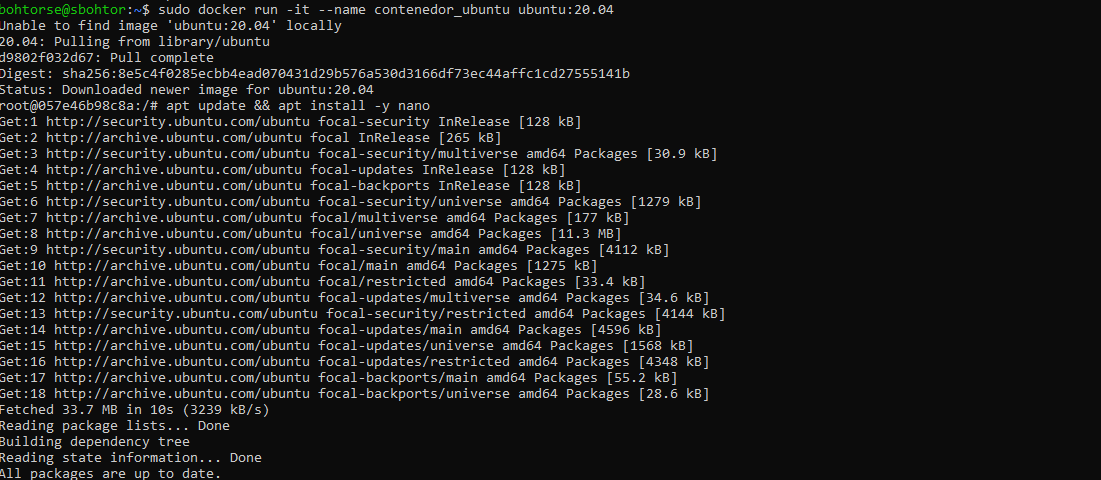 bohtorse@sbohtor:~$ sudo docker run -it --name contenedor_ubuntu ubuntu:20.04
Unable to find image 'ubuntu:20.04' locally
20.04: Pulling from library/ubuntu
d9802f032d67: Pull complete
Digest: sha256:8e5c4f0285ecbb4ead070431d29b576a530d3166df73ec44affc1cd27555141b
Status: Downloaded newer image for ubuntu:20.04
root@057e46b98c8a:/# apt update && apt install -y nano
Get:1 http://security.ubuntu.com/ubuntu focal-security InRelease [128 kB]
Get:2 http://archive.ubuntu.com/ubuntu focal InRelease [265 kB]
Get:3 http://security.ubuntu.com/ubuntu focal-security/multiverse amd64 Packages [30.9 kB]
Get:4 http://archive.ubuntu.com/ubuntu focal-updates InRelease [128 kB]
Get:5 http://archive.ubuntu.com/ubuntu focal-backports InRelease [128 kB]
Get:6 http://security.ubuntu.com/ubuntu focal-security/universe amd64 Packages [1279 kB]
Get:7 http://archive.ubuntu.com/ubuntu focal/multiverse amd64 Packages [177 kB]
Get:8 http://archive.ubuntu.com/ubuntu focal/universe amd64 Packages [11.3 MB]
Get:9 http://security.ubuntu.com/ubuntu focal-security/main amd64 Packages [4112 kB]
Get:10 http://archive.ubuntu.com/ubuntu focal/main amd64 Packages [1275 kB]
Get:11 http://archive.ubuntu.com/ubuntu focal/restricted amd64 Packages [33.4 kB]
Get:12 http://archive.ubuntu.com/ubuntu focal-updates/multiverse amd64 Packages [34.6 kB]
Get:13 http://security.ubuntu.com/ubuntu focal-security/restricted amd64 Packages [4144 kB]
Get:14 http://archive.ubuntu.com/ubuntu focal-updates/main amd64 Packages [4596 kB]
Get:15 http://archive.ubuntu.com/ubuntu focal-updates/universe amd64 Packages [1568 kB]
Get:16 http://archive.ubuntu.com/ubuntu focal-updates/restricted amd64 Packages [4348 kB]
Get:17 http://archive.ubuntu.com/ubuntu focal-backports/main amd64 Packages [55.2 kB]
Get:18 http://archive.ubuntu.com/ubuntu focal-backports/universe amd64 Packages [28.6 kB]
Fetched 33.7 MB in 10s (3239 kB/s)
Reading package lists... Done
Building dependency tree
Reading state information... Done
All packages are up to date.